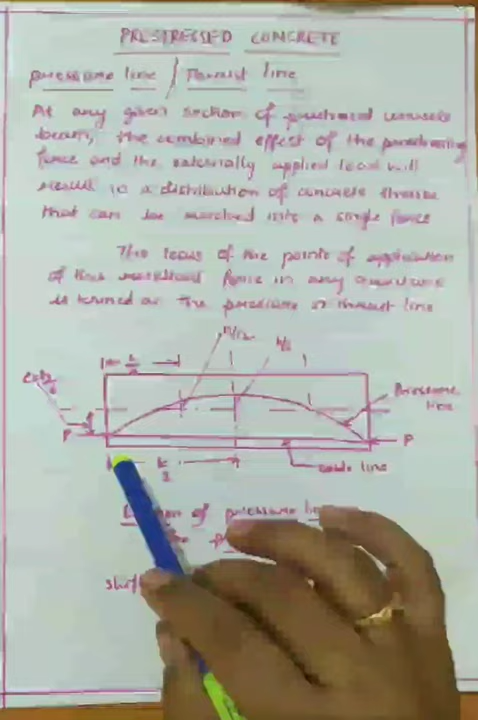 PRESTRESSED CONCRETE
pressure line / Thrust line
At any given section of prestressed concrete
beam, the combined effect of the prestressing
force and the externally applied load will
result in a distribution of concrete stresses
that can be resolved into a single force
The locus of the points of application
of this resultant force in any structure
is termed as the pressure or thrust line
h/12
h/4
Pressure
line
P
P
cable line
L/2
of pressure